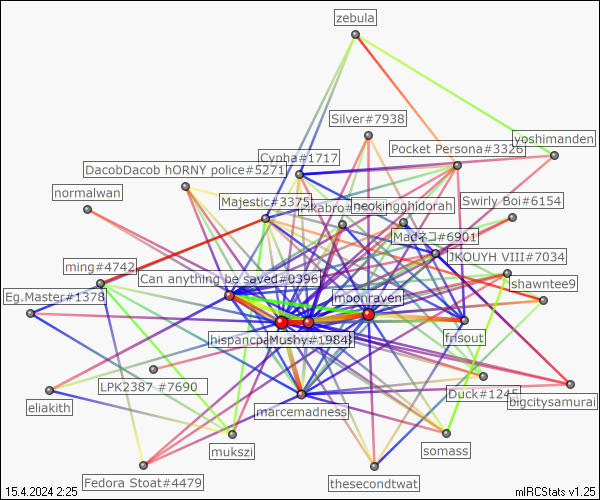 zebula
Silver#7938
yoshimanden
Pocket Persona#3326
Cypha#1717
DacobDacob hORNY police#5271
normalwan
Majestic#3375
heokingghidorah
Swirly Boi#6154
Madネコ#6901
JKOUYH VIII#7034
ming#4742
Can anything be saved#0396
shawntee9
Eg.Master#1378
moonraven
frisout
Mushy#1984
LPK2387 #7690
Duck#1245
bigcitysamurai
eliakith
marcemadness
mukszi
somass
Fedora Stoat#4479
thesecondtwat
15.4.2024 2:25
mIRCStats v1.25